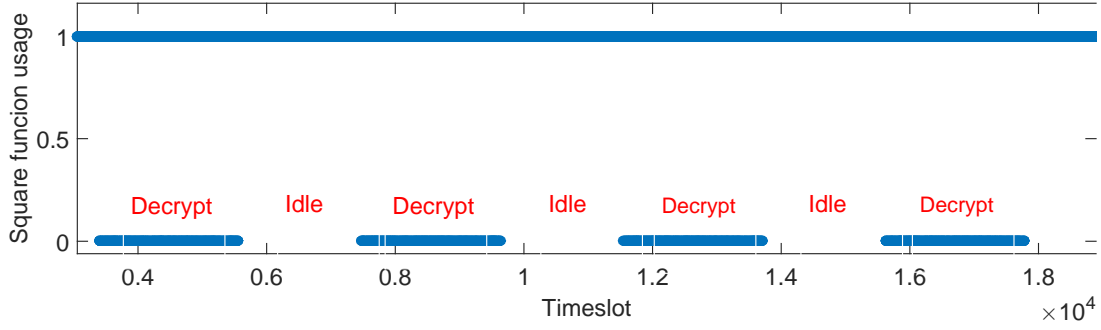 Square funcion usage
1
0.5
0
Decrypt Idle Decrypt Idle Decrypt Idle Decrypt
0.4 0.6 0.8 1 1.2 1.4 1.6 1.8
Timeslot
×10^4